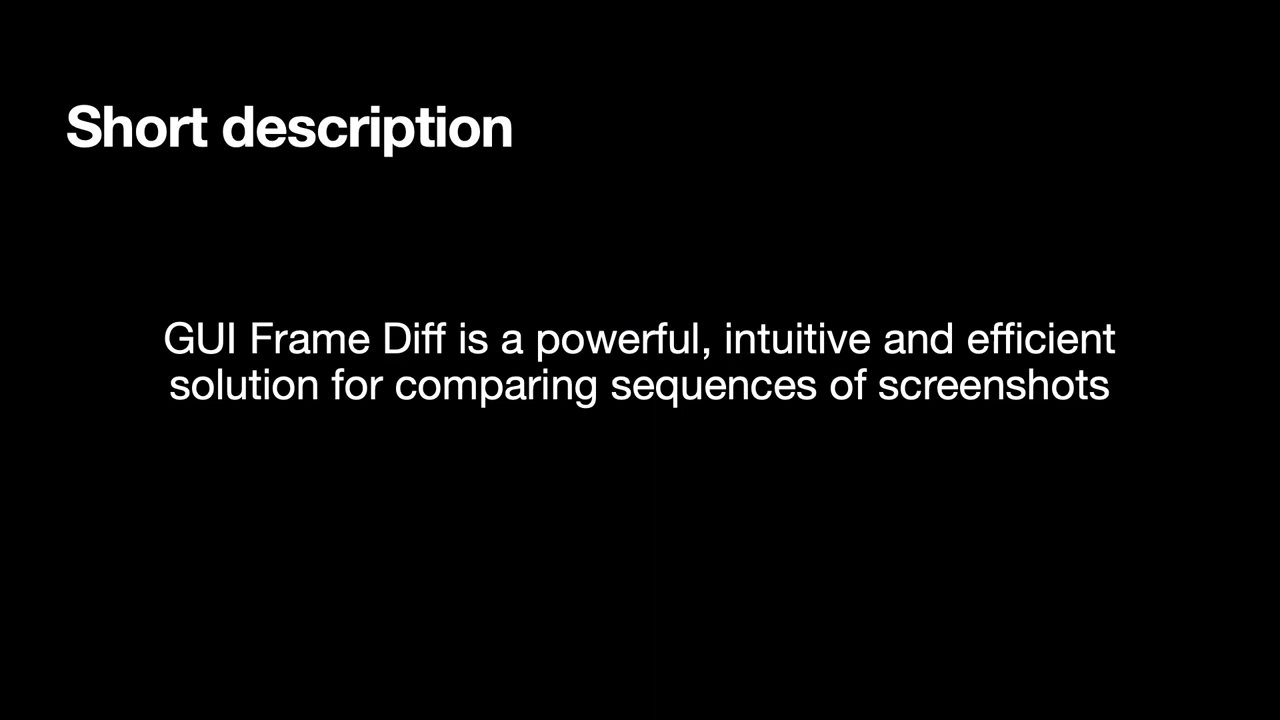 Short description
GUI Frame Diff is a powerful, intuitive and efficient
solution for comparing sequences of screenshots